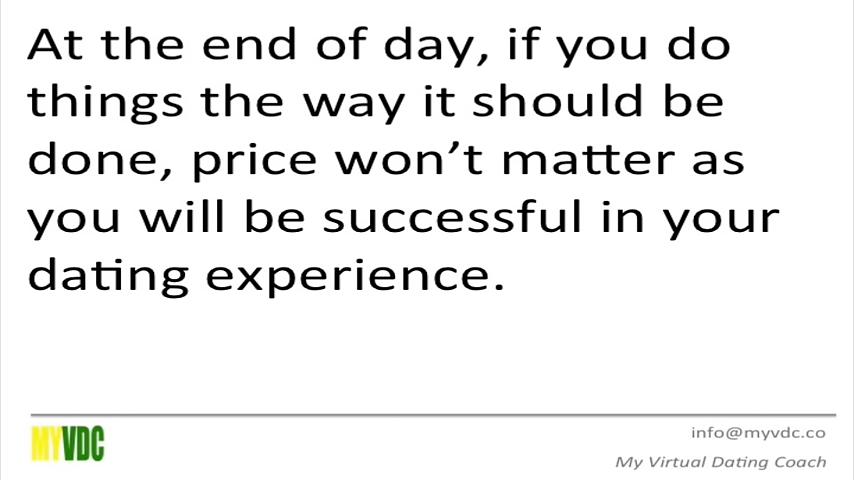 At the end of day, if you do
things the way it should be
done, price won’t matter as
you will be successful in your
dating experience.
MYVDC
info@myvdc.co
My Virtual Dating Coach